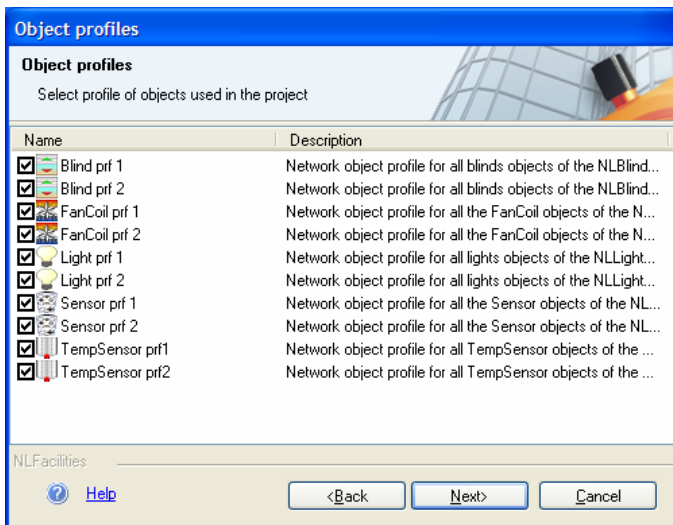 Object profiles
Object profiles
Select profile of objects used in the project
Name Description
Blind prf 1 Network object profile for all blinds objects of the NLBlind...
Blind prf 2 Network object profile for all blinds objects of the NLBlind...
FanCoil prf 1 Network object profile for all the FanCoil objects of the N...
FanCoil prf 2 Network object profile for all the FanCoil objects of the N...
Light prf 1 Network object profile for all lights objects of the NLLight...
Light prf 2 Network object profile for all lights objects of the NLLight...
Sensor prf 1 Network object profile for all the Sensor objects of the NL...
Sensor prf 2 Network object profile for all the Sensor objects of the NL...
TempSensor prf1 Network object profile for all TempSensor objects of the ...
TempSensor prf2 Network object profile for all TempSensor objects of the ...
NLFacilities
Help <Back Next> Cancel